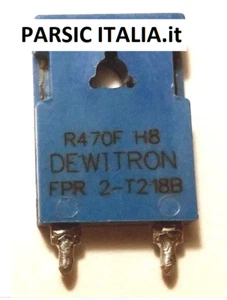 PARSIC ITALIA.it
R470F H8
DEWITRON
FPR 2-T218B